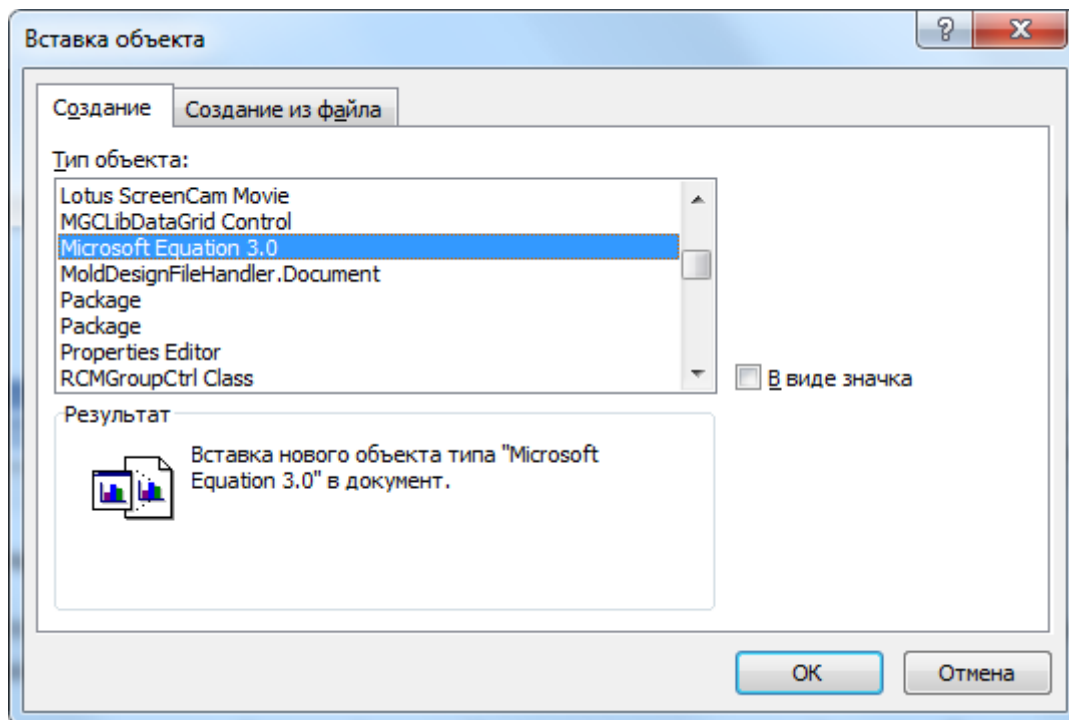 Вставка объекта
Создание
Создание из файла
Тип объекта:
Lotus ScreenCam Movie
MGCLibDataGrid Control
Microsoft Equation 3.0
MoldDesignFileHandler.Document
Package
Package
Properties Editor
RCMGroupCtrl Class
В виде значка
Результат
Вставка нового объекта типа "Microsoft
Equation 3.0" в документ.
ОК
Отмена